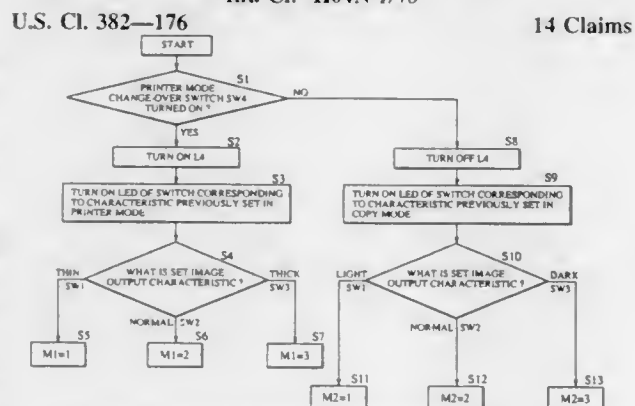 U.S. Cl. 382—176
14 Claims
START
S1
PRINTER MODE
CHANGE-OVER SWITCH SW4
TURNED ON ?
NO
YES
S2
TURN ON L4
S8
TURN OFF L4
S3
TURN ON LED OF SWITCH CORRESPONDING
TO CHARACTERISTIC PREVIOUSLY SET IN
PRINTER MODE
S9
TURN ON LED OF SWITCH CORRESPONDING
TO CHARACTERISTIC PREVIOUSLY SET IN
COPY MODE
S4
THIN
SW1
WHAT IS SET IMAGE
OUTPUT CHARACTERISTIC ?
THICK
SW3
NORMAL SW2
S10
LIGHT
SW1
WHAT IS SET IMAGE
OUTPUT CHARACTERISTIC ?
DARK
SW3
NORMAL SW2
S5
M1=1
S6
M1=2
S7
M1=3
S11
M2=1
S12
M2=2
S13
M2=3